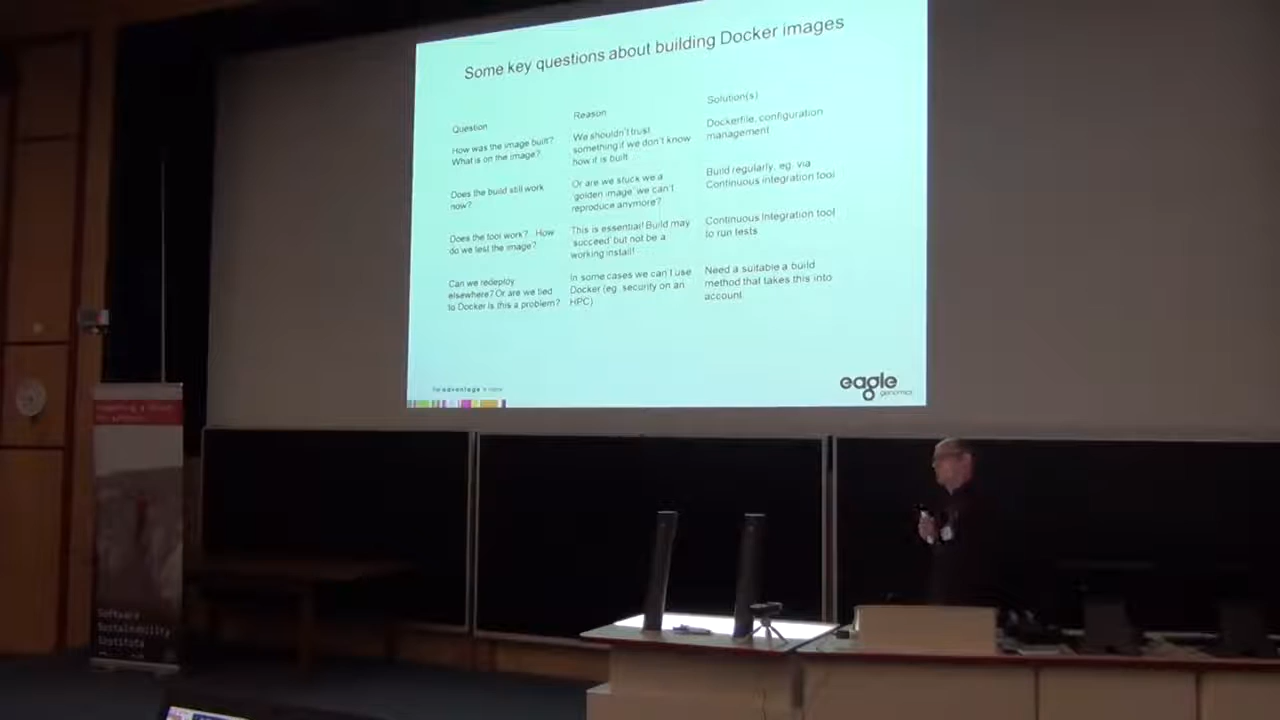 Some key questions about building Docker images
Question
Reason
Solution(s)
How was the image built?
What is on the image?
We shouldn't trust
something if we don't know
how it is built
Dockerfile, configuration
management
Does the build still work
now?
Or are we stuck we a
'golden image' we can't
reproduce anymore?
Build regularly, eg. via
Continuous integration tool
Does the tool work? How
do we test the image?
This is essential! Build may
'succeed' but not be a
working install!
Continuous Integration tool
to run tests
Can we redeploy
elsewhere? Or are we tied
to Docker is this a problem?
In some cases we can't use
Docker (eg. security on an
HPC)
Need a suitable a build
method that takes this into
account
advantage
eagle
genomics
Software
Sustainability
Institute